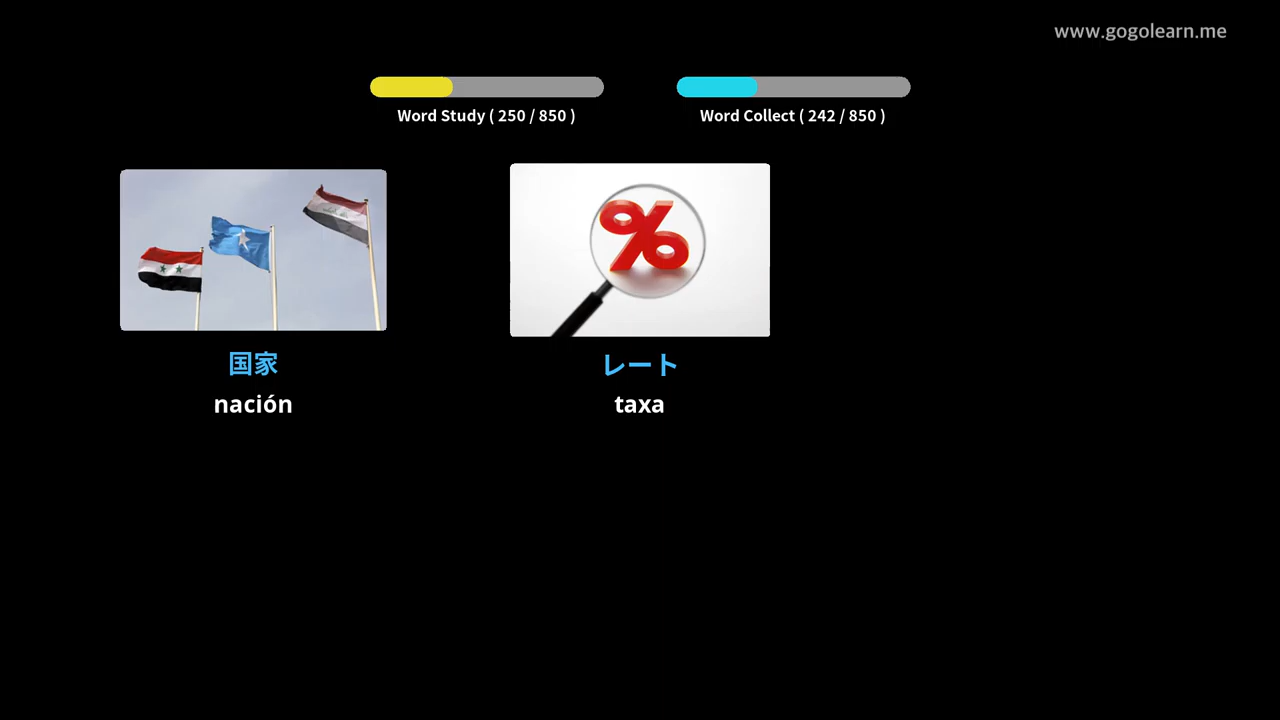 www.gogolearn.me
Word Study ( 250 / 850 )
Word Collect ( 242 / 850 )
国家
nación
レート
taxa